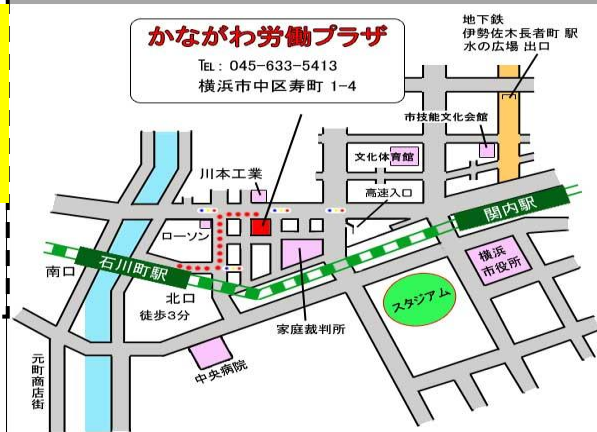 かながわ労働プラザ
℡: 045-633-5413
横浜市中区寿町 1-4
地下鉄
伊勢佐木長者町 駅
水の広場 出口
市技能文化会館
文化体育館
川本工業
高速入口
関内駅
ローソン
石川町駅
南口
北口
徒歩3分
横浜
市役所
スタジアム
家庭裁判所
中央病院
元町商店街